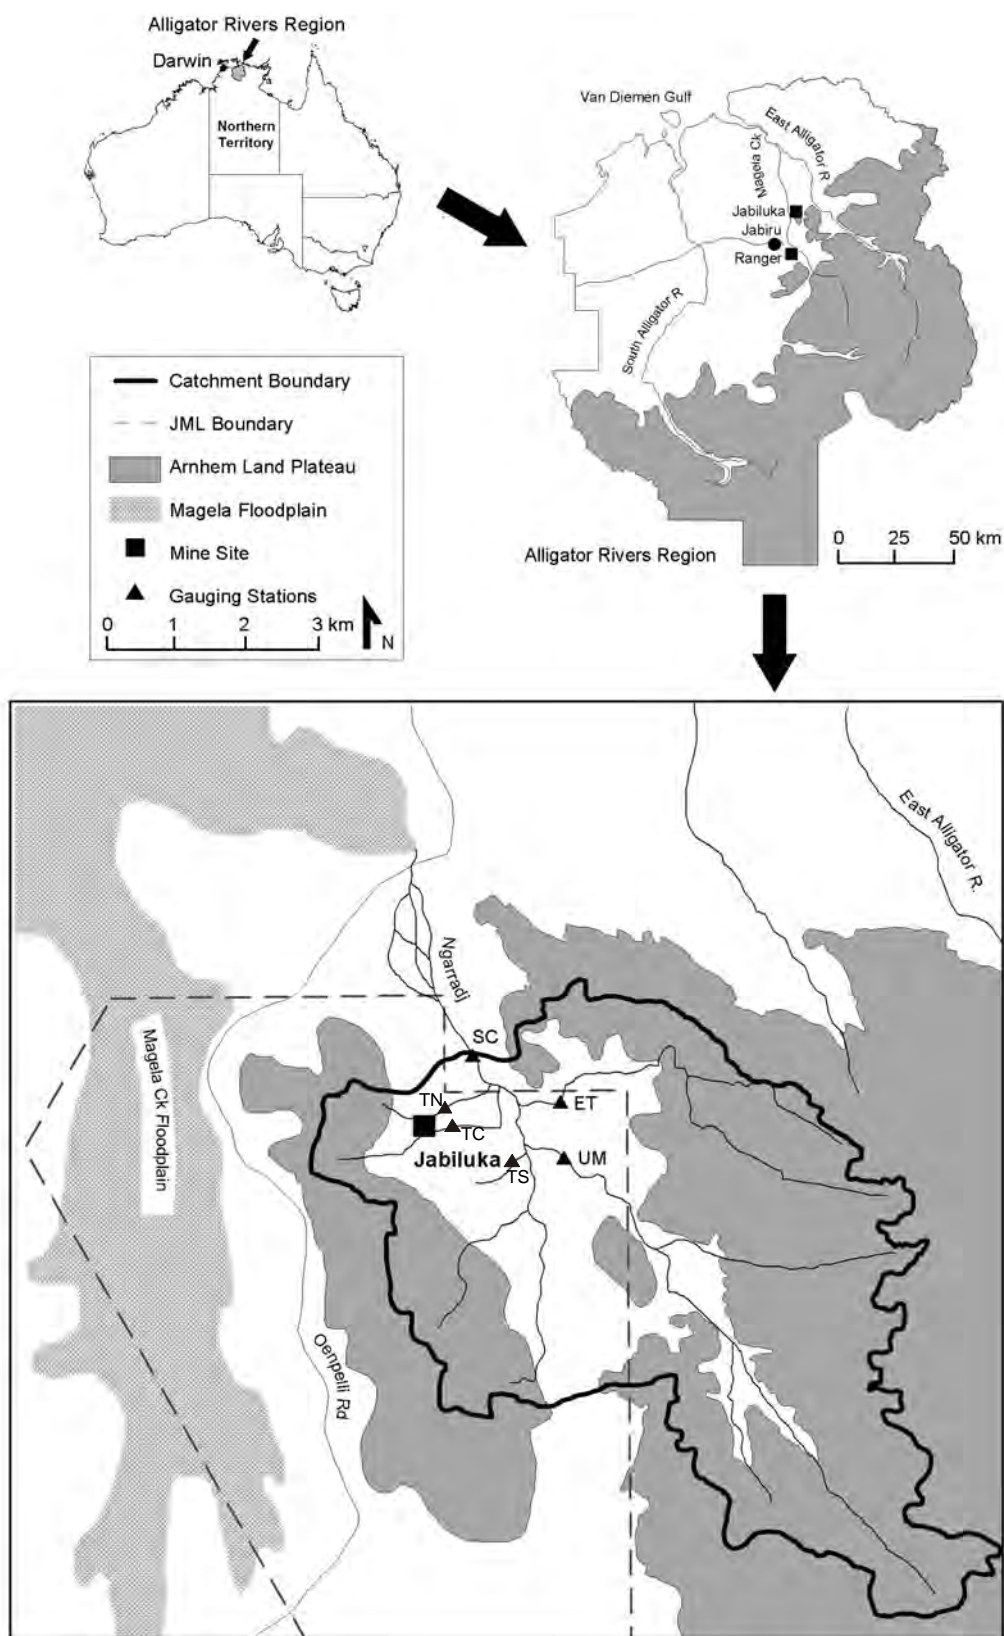 Alligator Rivers Region
Darwin
Northern
Territory
Van Diemen Gulf
East Alligator R
Magela Ck
Jabiluka
Jabiru
Ranger
South Alligator R
Alligator Rivers Region
0 25 50 km
Catchment Boundary
JML Boundary
Arnhem Land Plateau
Magela Floodplain
Mine Site
Gauging Stations
0 1 2 3 km
N
East Alligator R.
Ngarradj
Magela Ck Floodplain
SC
TN
ET
TC
Jabiluka
UM
TS
Oenpelli Rd